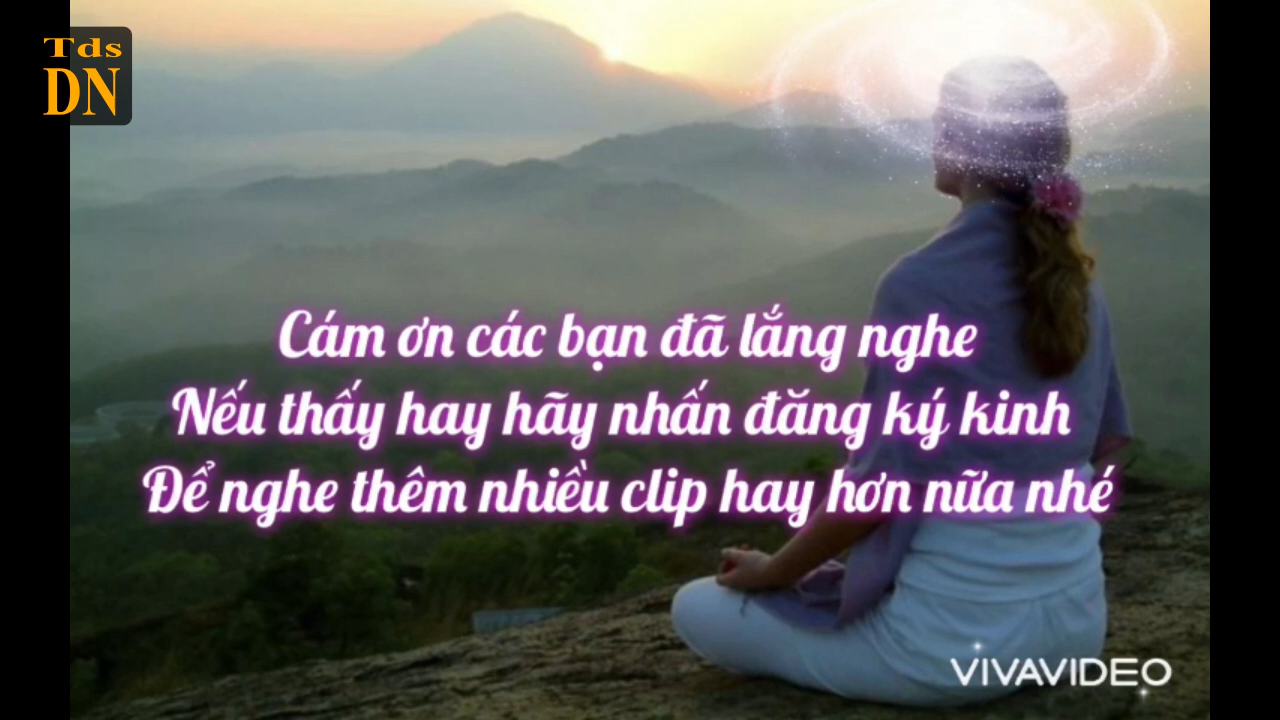 Tds
DN
Cám ơn các bạn đã lắng nghe
Nếu thấy hay hãy nhấn đăng ký kinh
Để nghe thêm nhiều clip hay hơn nữa nhé
VIVAVIDEO